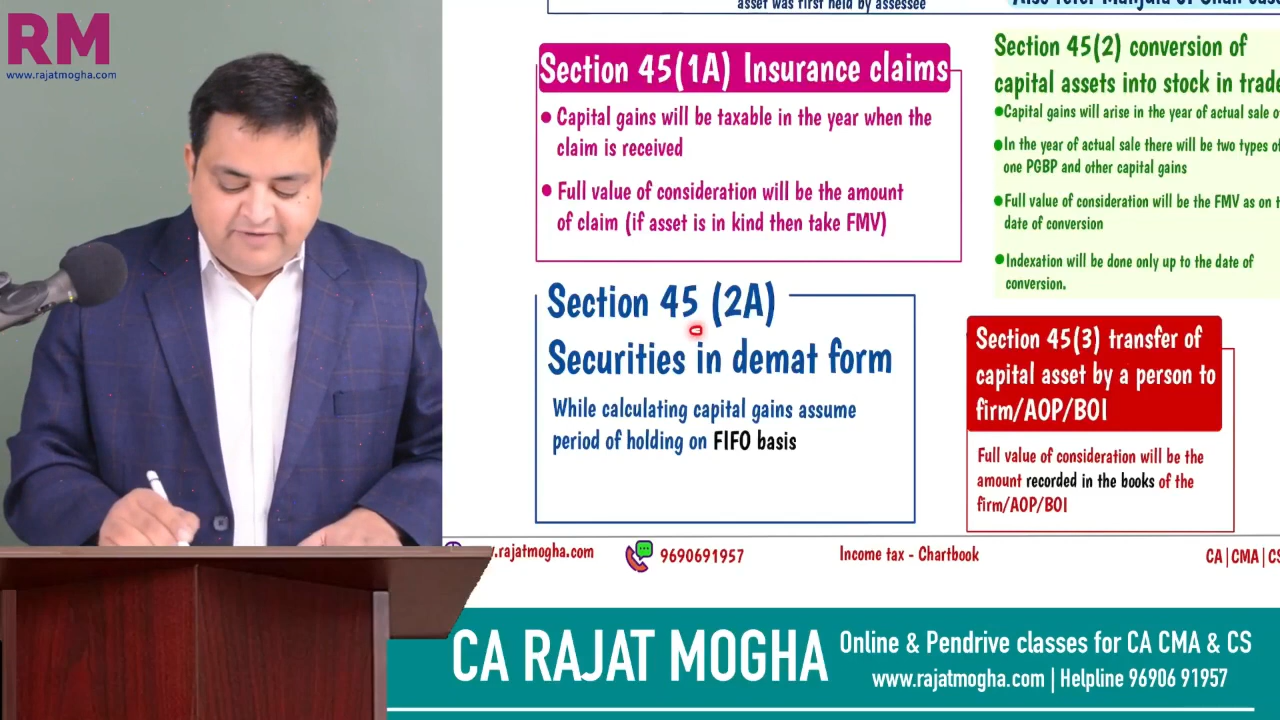 RM
www.rajatmogha.com
asset was first held by assessee
Section 45(1A) Insurance claims
● Capital gains will be taxable in the year when the
claim is received
● Full value of consideration will be the amount
of claim (if asset is in kind then take FMV)
Section 45 (2A)
Securities in demat form
While calculating capital gains assume
period of holding on FIFO basis
Section 45(2) conversion of
capital assets into stock in trade
●Capital gains will arise in the year of actual sale
●In the year of actual sale there will be two types
one PGBP and other capital gains
●Full value of consideration will be the FMV as on
date of conversion
●Indexation will be done only up to the date of
conversion.
Section 45(3) transfer of
capital asset by a person to
firm/AOP/BOI
Full value of consideration will be the
amount recorded in the books of the
firm/AOP/BOI
.rajatmogha.com
9690691957
Income tax - Chartbook
CA|CMA|CS
CA RAJAT MOGHA
Online & Pendrive classes for CA CMA & CS
www.rajatmogha.com | Helpline 96906 91957